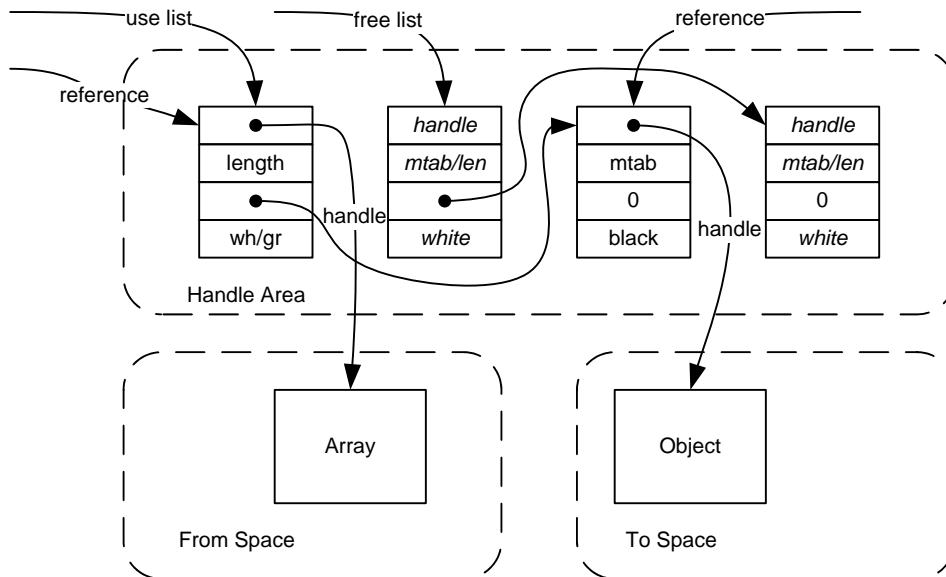 use list
free list
reference
reference
handle
length
wh/gr
handle
mtab/len
white
mtab
0
black
handle
mtab/len
0
white
handle
handle
Handle Area
Array
Object
From Space
To Space